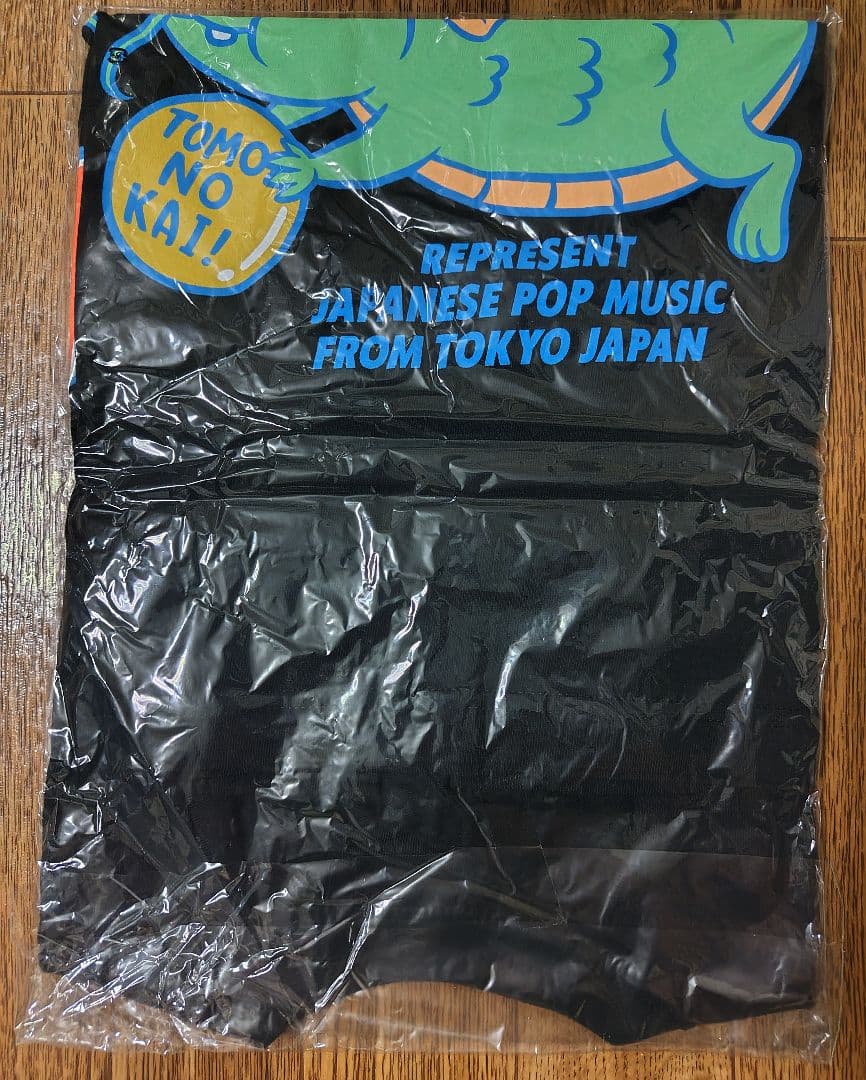 TOMO
NO
KAI!
REPRESENT
JAPANESE POP MUSIC
FROM TOKYO JAPAN